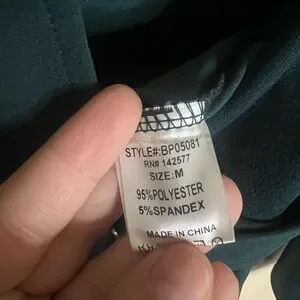 STYLE#:BP05081
RN# 142577
SIZE:M
95%POLYESTER
5%SPANDEX
MADE IN CHINA